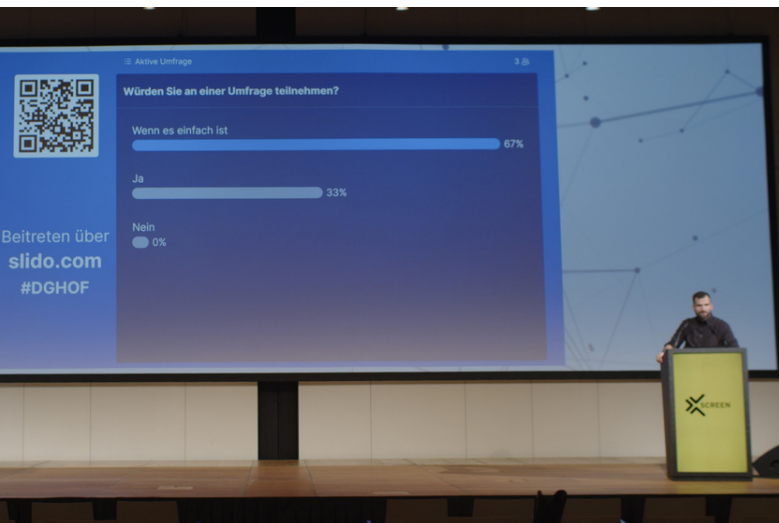 Aktive Umfrage
3
Würden Sie an einer Umfrage teilnehmen?
Wenn es einfach ist
67%
Ja
33%
Nein
0%
Beitreten über
slido.com
#DGHOF
SCREEN